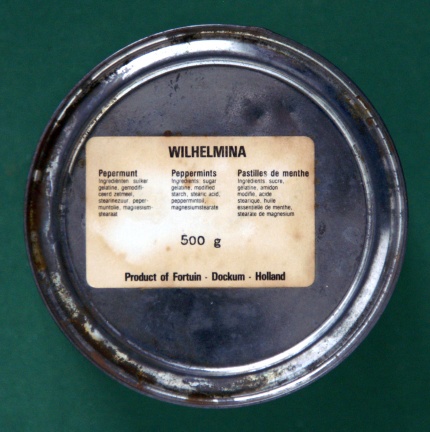 WILHELMINA
Pepermunt
Ingrediënten: suiker
gelatine, gemodifi-
ceerd zetmeel,
stearinezuur, peper-
muntolie, magnesium-
stearaat
Peppermints
Ingredients: sugar
gelatine, modified
starch, stearic acid,
peppermintoil,
magnesiumstearate
Pastilles de menthe
Ingrédients: sucre,
gélatine, amidon
modifié, acide
stéarique, huile
essentielle de menthe,
stéarate de magnésium
500 g
Product of Fortuin - Dockum - Holland